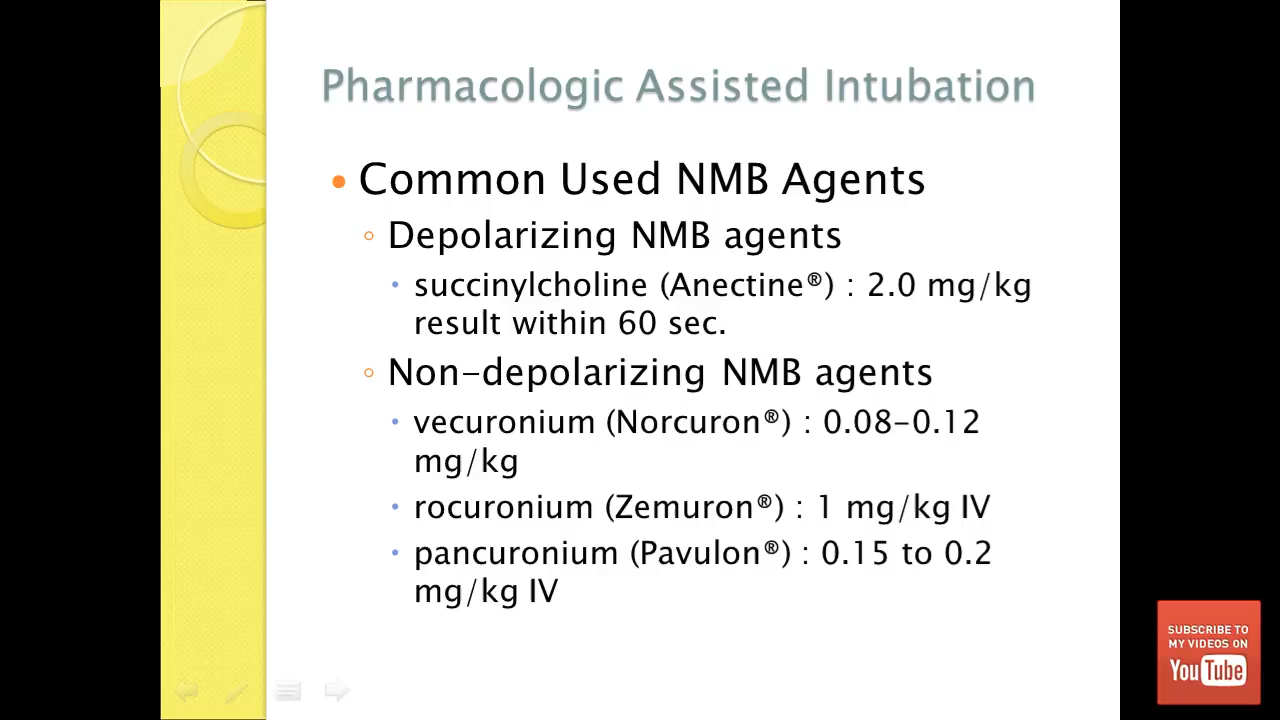 Pharmacologic Assisted Intubation
• Common Used NMB Agents
◦ Depolarizing NMB agents
• succinylcholine (Anectine®) : 2.0 mg/kg
result within 60 sec.
◦ Non-depolarizing NMB agents
• vecuronium (Norcuron®) : 0.08-0.12
mg/kg
• rocuronium (Zemuron®) : 1 mg/kg IV
• pancuronium (Pavulon®) : 0.15 to 0.2
mg/kg IV
SUBSCRIBE TO
MY VIDEOS ON
YouTube